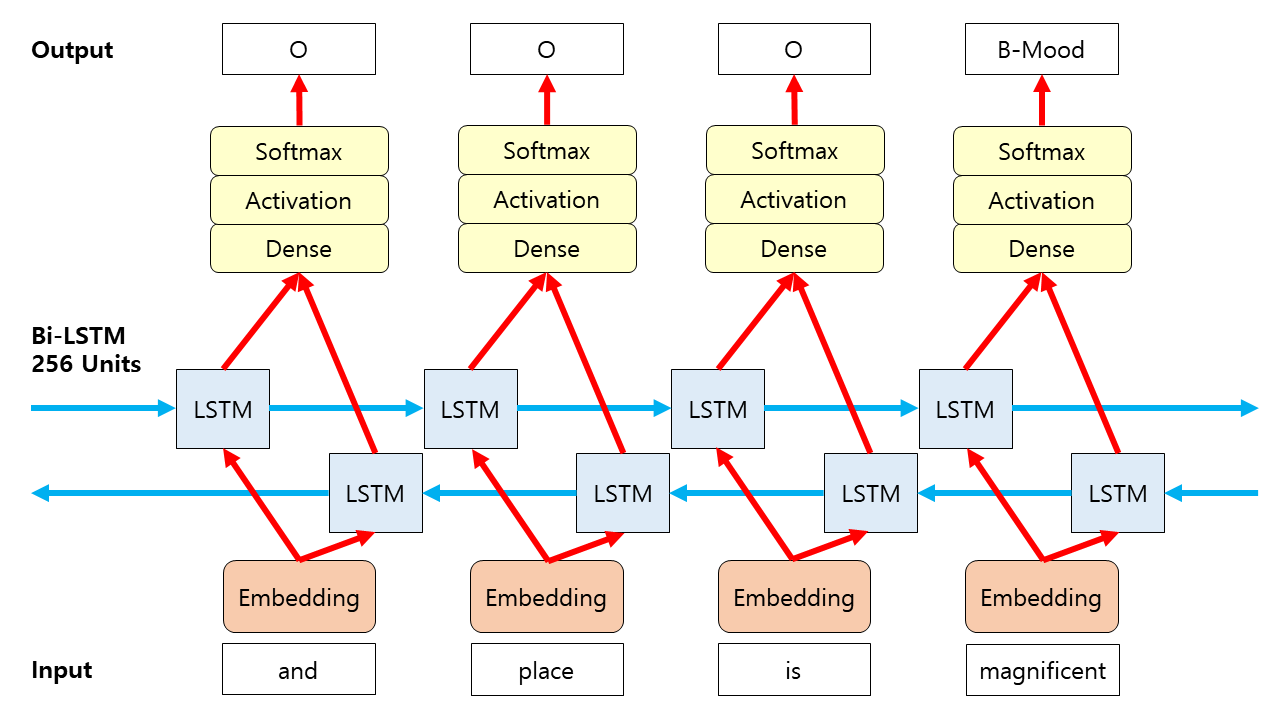 Output
O
O
O
B-Mood
Softmax
Softmax
Softmax
Softmax
Activation
Activation
Activation
Activation
Dense
Dense
Dense
Dense
Bi-LSTM
256 Units
LSTM
LSTM
LSTM
LSTM
LSTM
LSTM
LSTM
LSTM
Embedding
Embedding
Embedding
Embedding
Input
and
place
is
magnificent